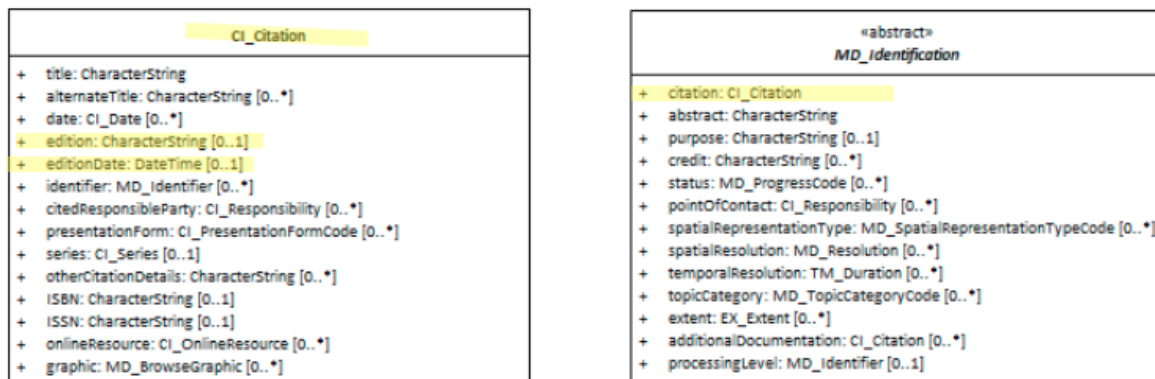 CI_Citation
+ title: CharacterString
+ alternateTitle: CharacterString [0..*]
+ date: CI_Date [0..*]
+ edition: CharacterString [0..1]
+ editionDate: DateTime [0..1]
+ identifier: MD_Identifier [0..*]
+ citedResponsibleParty: CI_Responsibility [0..*]
+ presentationForm: CI_PresentationFormCode [0..*]
+ series: CI_Series [0..1]
+ otherCitationDetails: CharacterString [0..*]
+ ISBN: CharacterString [0..1]
+ ISSN: CharacterString [0..1]
+ onlineResource: CI_OnlineResource [0..*]
+ graphic: MD_BrowseGraphic [0..*]
«abstract»
MD_Identification
+ citation: CI_Citation
+ abstract: CharacterString
+ purpose: CharacterString [0..1]
+ credit: CharacterString [0..*]
+ status: MD_ProgressCode [0..*]
+ pointOfContact: CI_Responsibility [0..*]
+ spatialRepresentationType: MD_SpatialRepresentationTypeCode [0..*]
+ spatialResolution: MD_Resolution [0..*]
+ temporalResolution: TM_Duration [0..*]
+ topicCategory: MD_TopicCategoryCode [0..*]
+ extent: EX_Extent [0..*]
+ additionalDocumentation: CI_Citation [0..*]
+ processingLevel: MD_Identifier [0..1]